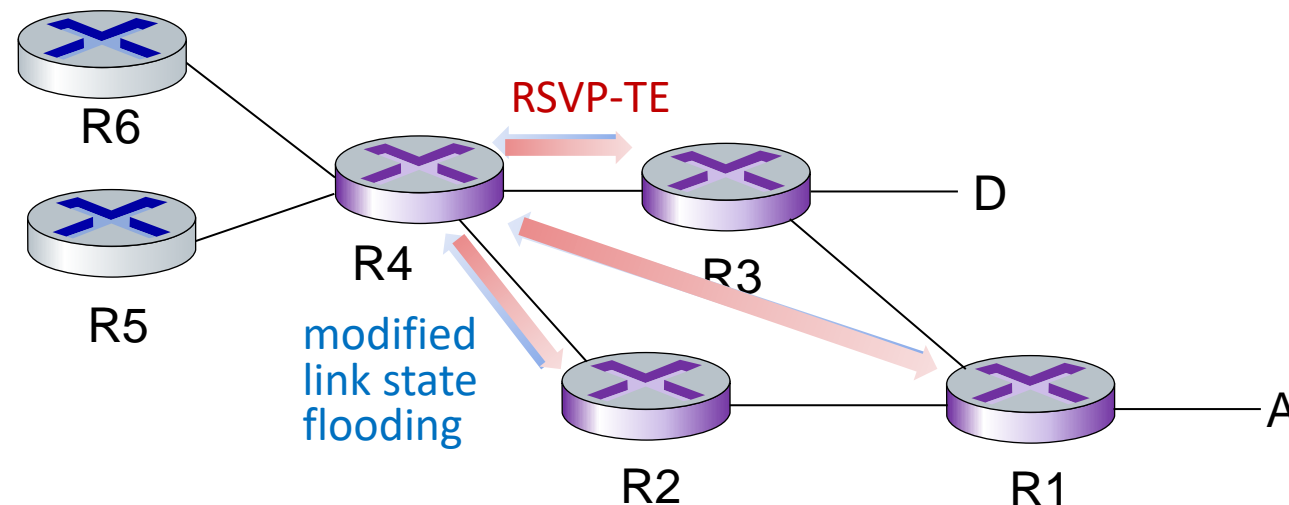 R6
RSVP-TE
D
R4
R3
R5
modified
link state
flooding
A
R2
R1